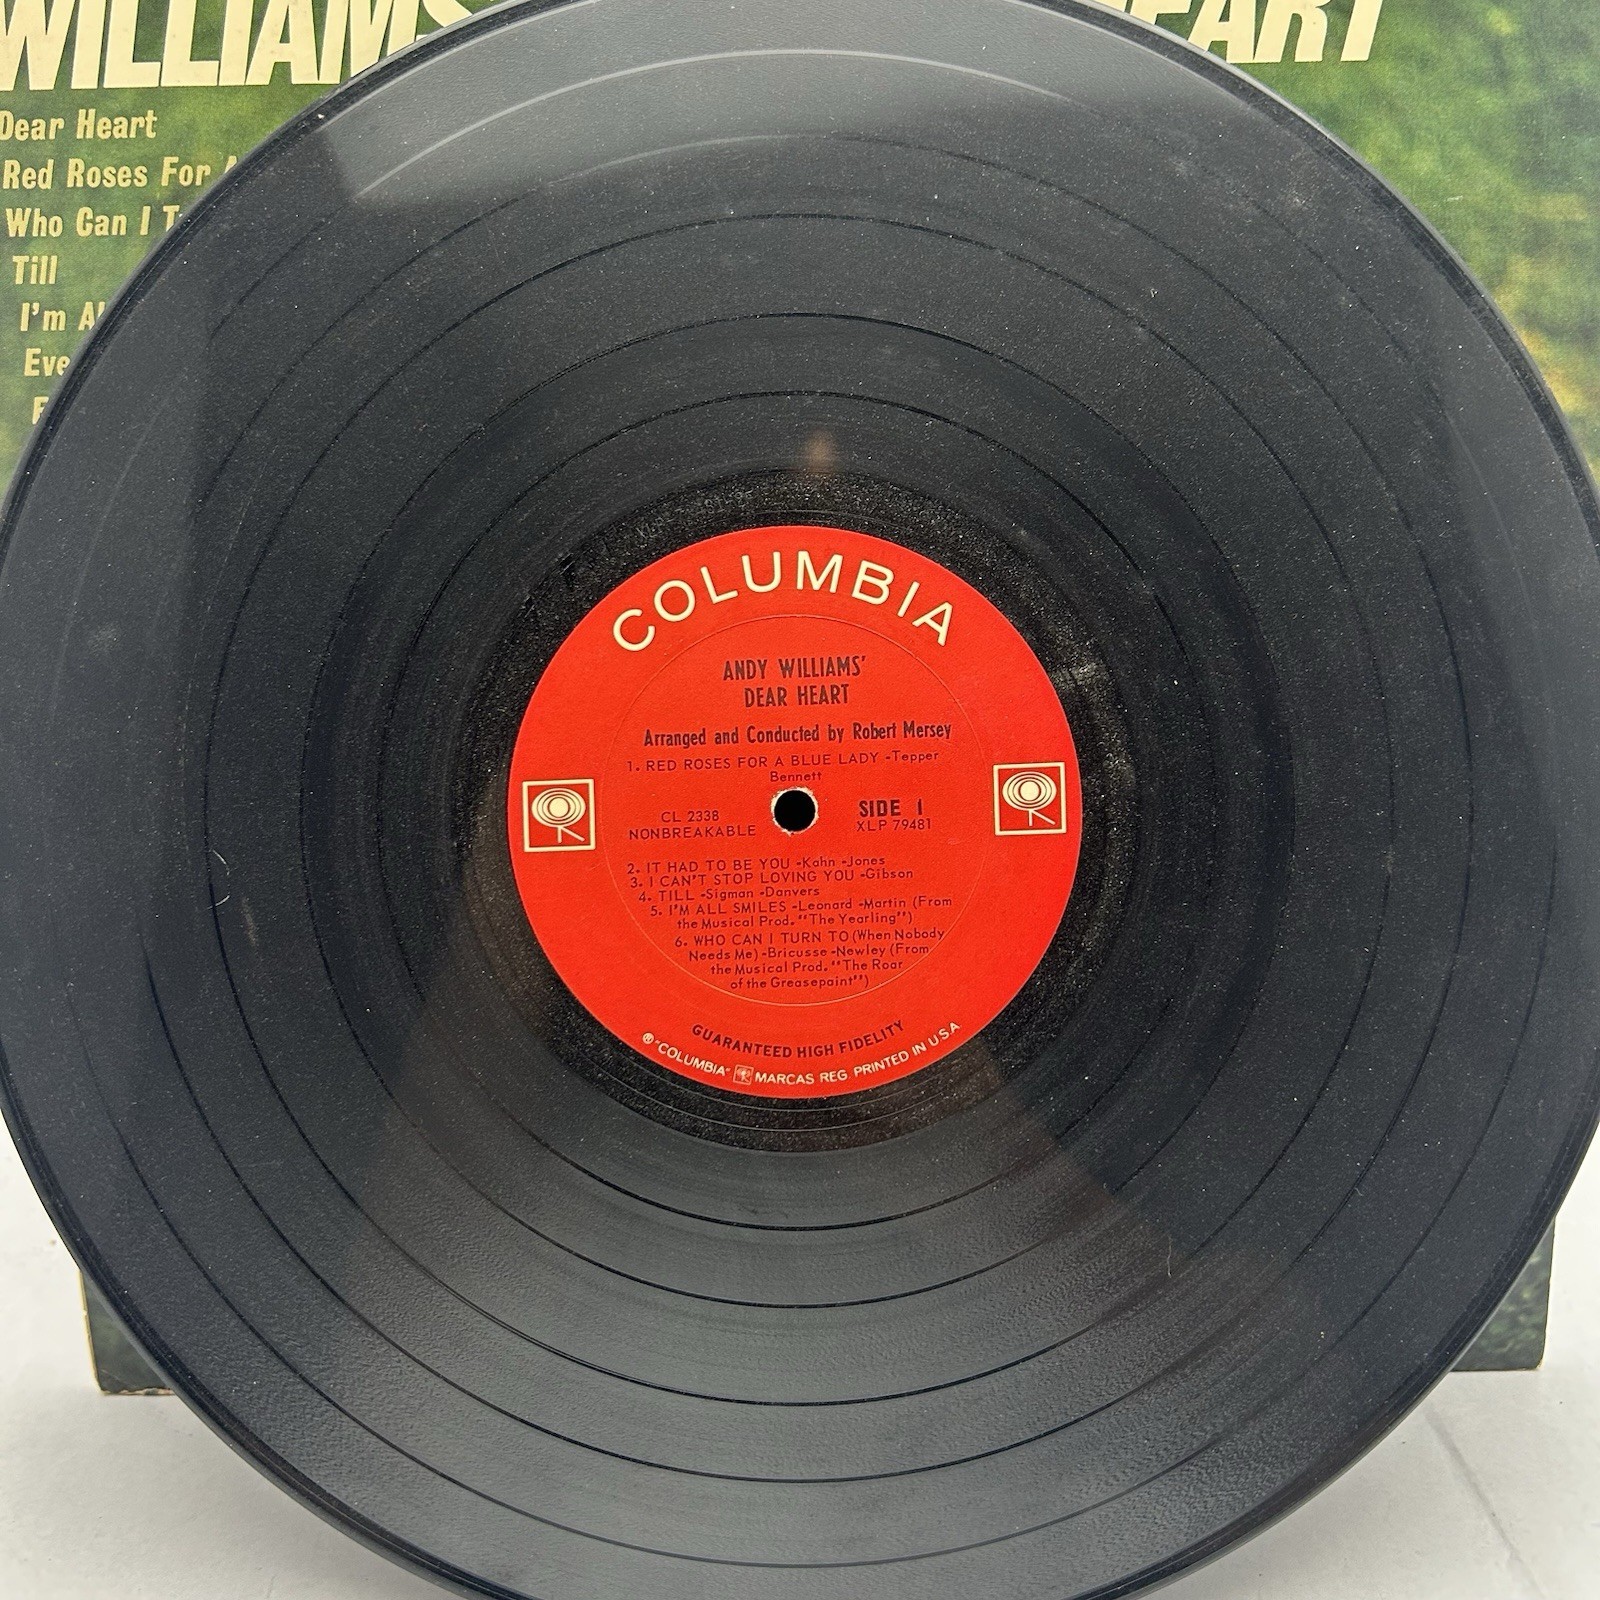 WILLIAMS'
Dear Heart
Red Roses For
Who Can I
Till
I'm
COLUMBIA
ANDY WILLIAMS'
DEAR HEART
Arranged and Conducted by Robert Mersey
1. RED ROSES FOR A BLUE LADY -Tepper
Bennett
CL 2338
NONBREAKABLE
SIDE 1
XLP 79481
2. IT HAD TO BE YOU -Kahn -Jones
3. I CAN'T STOP LOVING YOU -Gibson
4. TILL -Sigman -Danvers
5. I'M ALL SMILES -Leonard -Martin (From
the Musical Prod. "The Yearling")
6. WHO CAN I TURN TO (When Nobody
Needs Me) -Bricusse -Newley (From
the Musical Prod. "The Roar
of the Greasepaint")
GUARANTEED HIGH FIDELITY
® "COLUMBIA" MARCAS REG. PRINTED IN U.S.A.